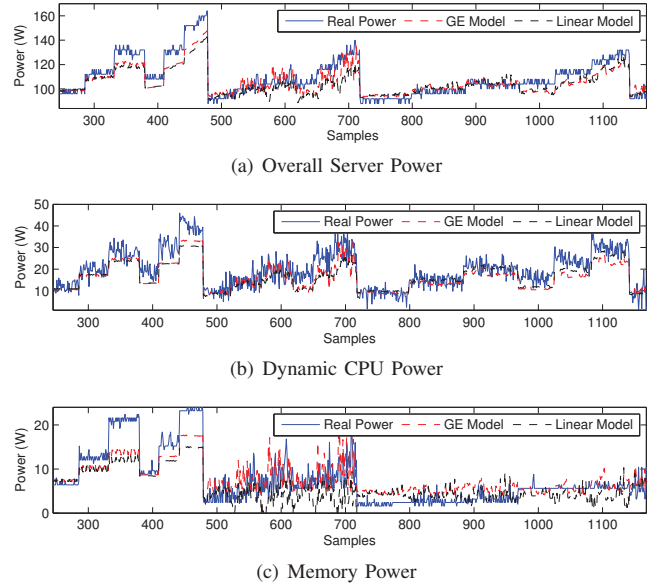 Real Power GE Model Linear Model
Power (W)
160
140
120
100
300 400 500 600 700 800 900 1000 1100
Samples
(a) Overall Server Power
Real Power GE Model Linear Model
Power (W)
50
40
30
20
10
300 400 500 600 700 800 900 1000 1100
Samples
(b) Dynamic CPU Power
Real Power GE Model Linear Model
Power (W)
20
10
0
300 400 500 600 700 800 900 1000 1100
Samples
(c) Memory Power